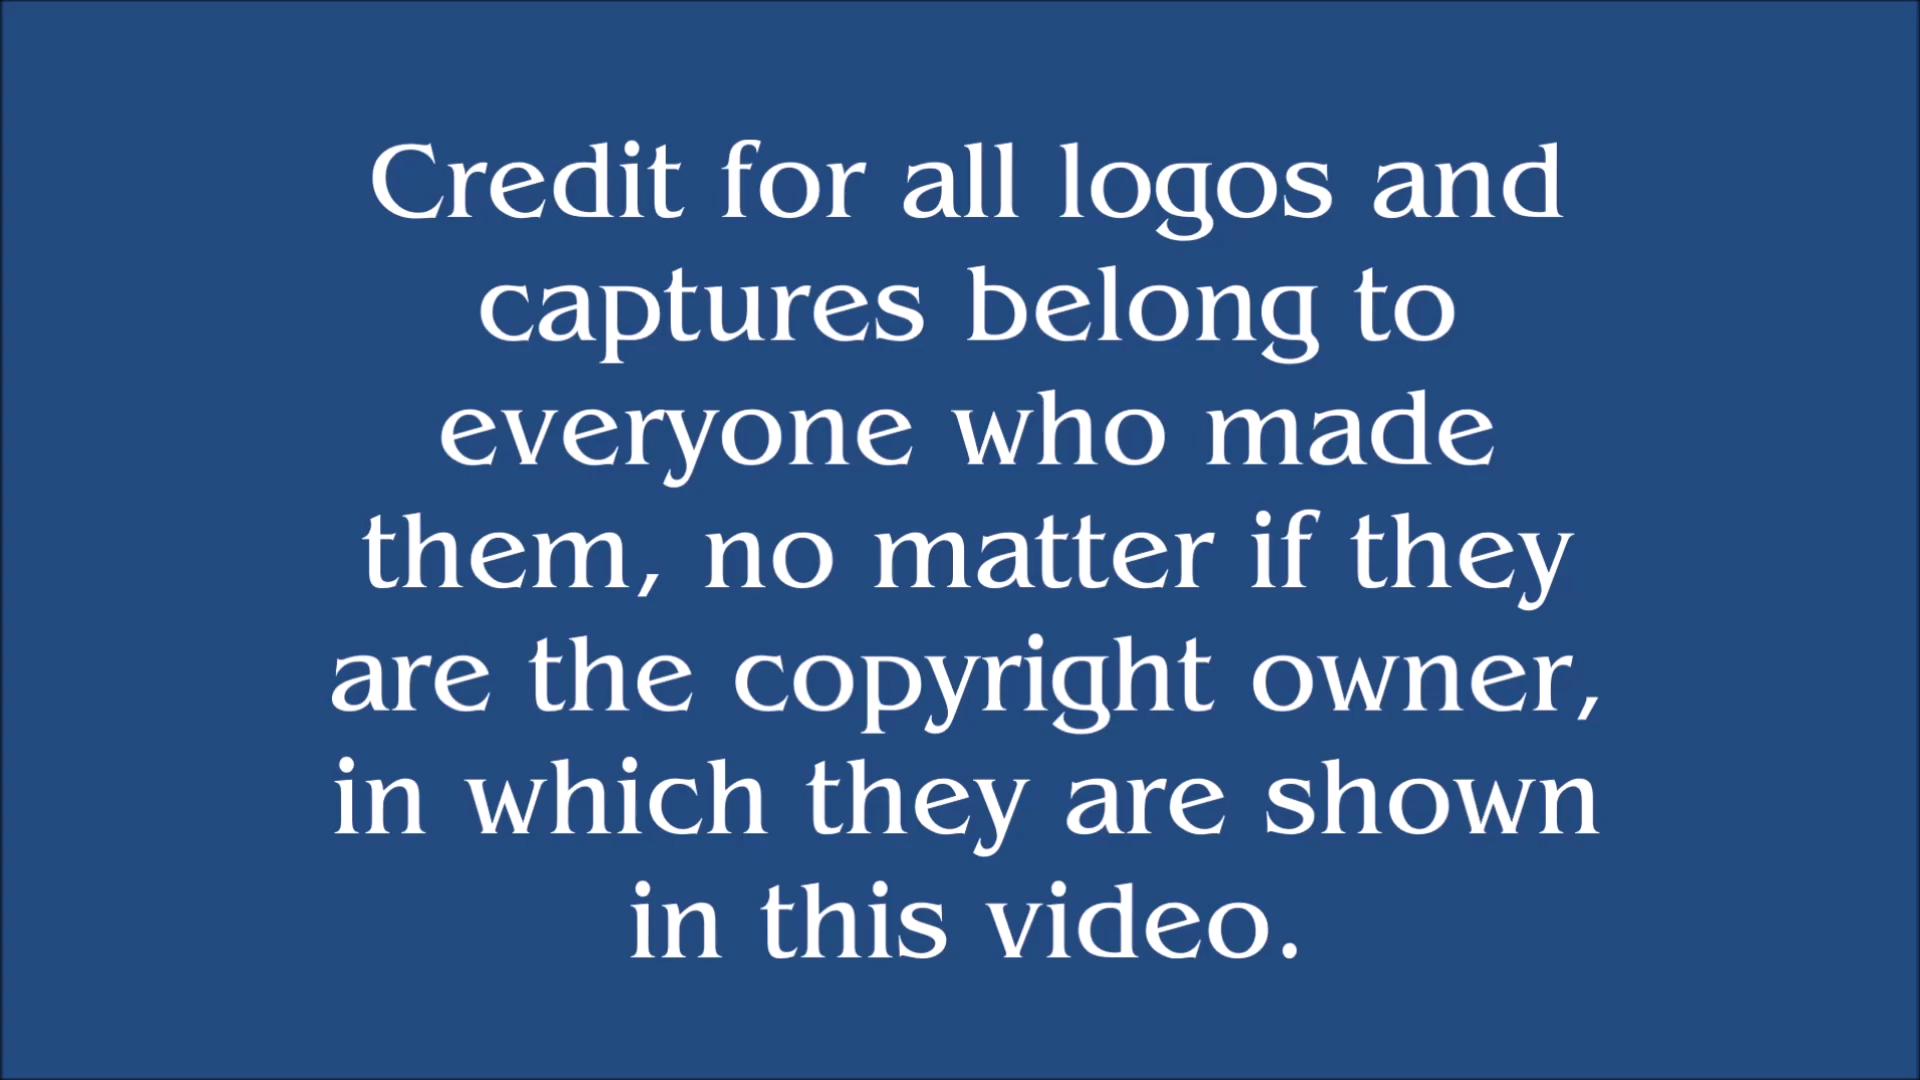 Credit for all logos and
captures belong to
everyone who made
them, no matter if they
are the copyright owner,
in which they are shown
in this video.